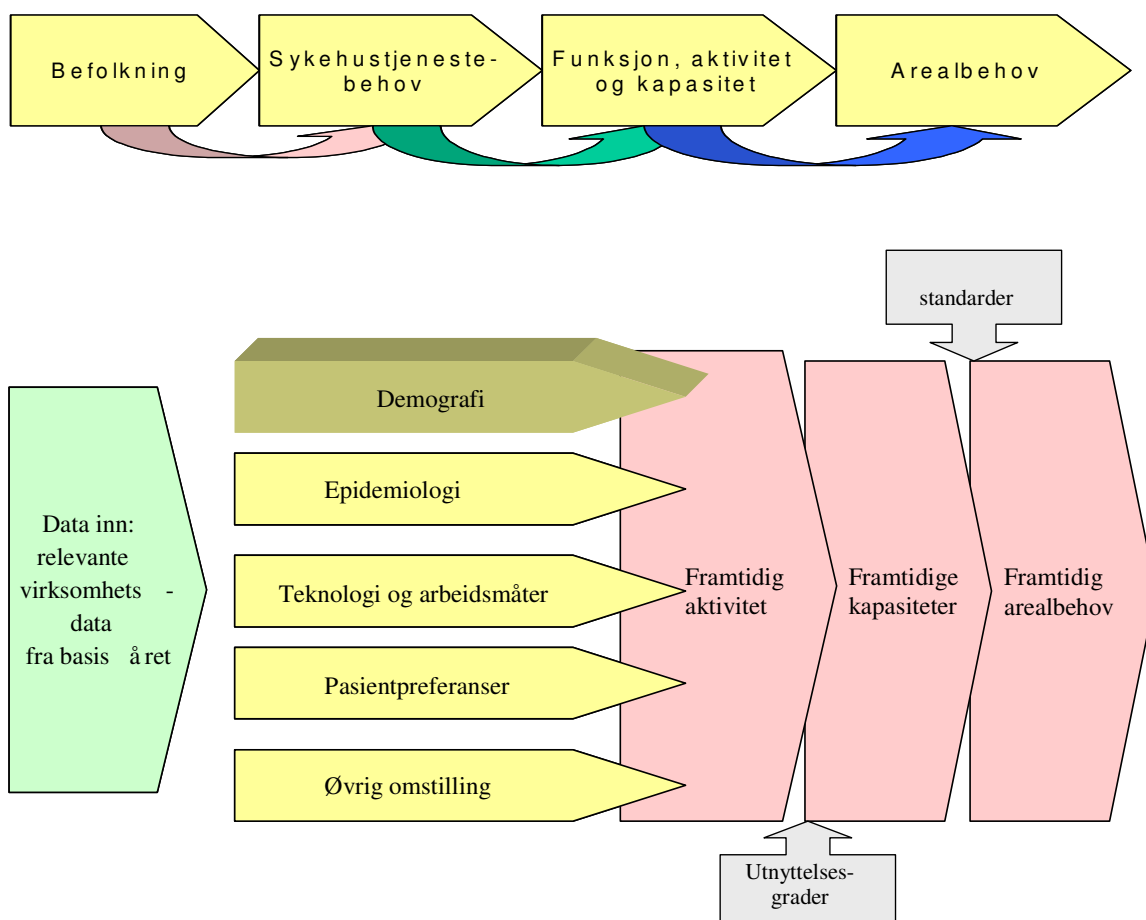 Befolkning
Sykehustjeneste-
behov
Funksjon, aktivitet
og kapasitet
Arealbehov
standarder
Demografi
Epidemiologi
Teknologi og arbeidsmåter
Pasientpreferanser
Øvrig omstilling
Data inn:
relevante
virksomhets -
data
fra basis året
Framtidig
aktivitet
Framtidige
kapasiteter
Framtidig
arealbehov
Utnyttelses-
grader